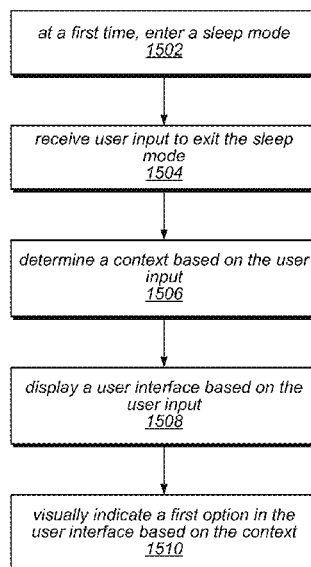 at a first time, enter a sleep mode
1502
receive user input to exit the sleep
mode
1504
determine a context based on the user
input
1506
display a user interface based on the
user input
1508
visually indicate a first option in the
user interface based on the context
1510